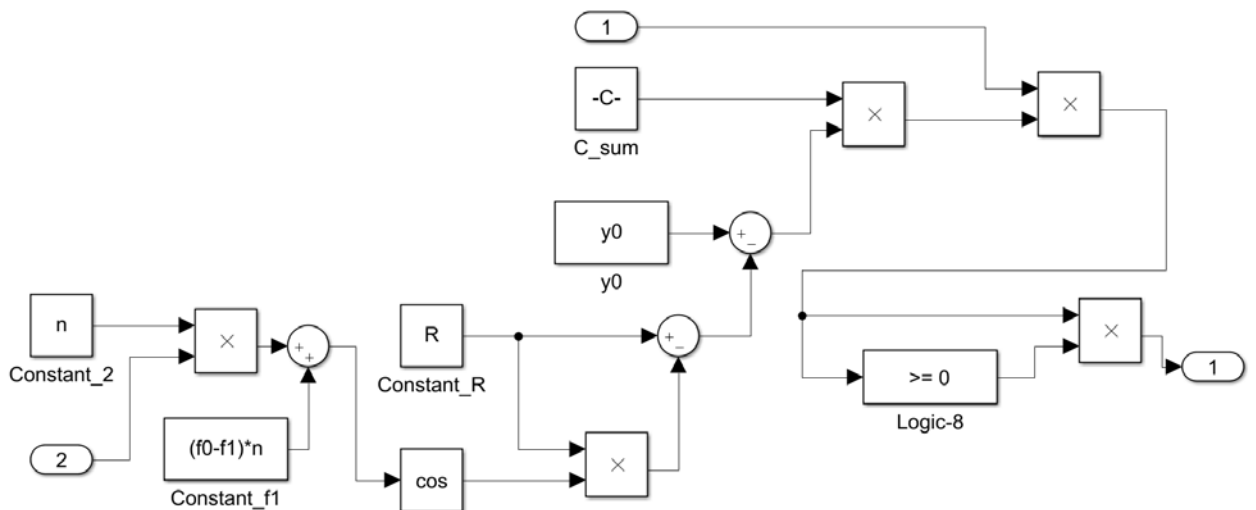 1
-C-
C_sum
×
×
y0
y0
+
−
n
Constant_2
×
+
+
R
Constant_R
+
−
×
>= 0
Logic-8
1
2
(f0-f1)*n
Constant_f1
cos
×